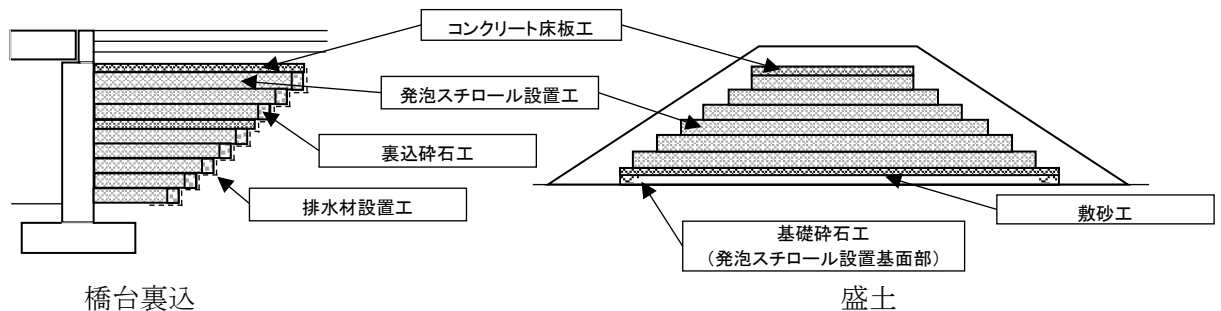 コンクリート床板工
発泡スチロール設置工
裏込砕石工
排水材設置工
敷砂工
基礎砕石工
（発泡スチロール設置基面部）
橋台裏込
盛土